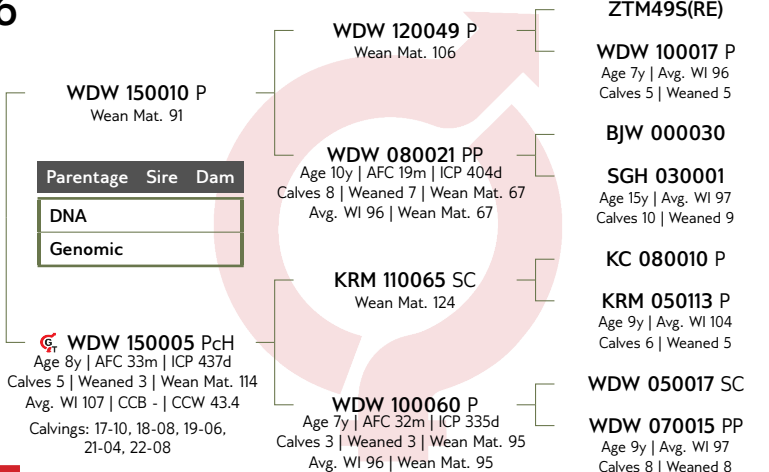 6
WDW 150010 P
Wean Mat. 91
Parentage Sire Dam
DNA
Genomic
GT WDW 150005 PcH
Age 8y | AFC 33m | ICP 437d
Calves 5 | Weaned 3 | Wean Mat. 114
Avg. WI 107 | CCB - | CCW 43.4
Calvings: 17-10, 18-08, 19-06,
21-04, 22-08
WDW 120049 P
Wean Mat. 106
WDW 080021 PP
Age 10y | AFC 19m | ICP 404d
Calves 8 | Weaned 7 | Wean Mat. 67
Avg. WI 96 | Wean Mat. 67
KRM 110065 SC
Wean Mat. 124
WDW 100060 P
Age 7y | AFC 32m | ICP 335d
Calves 3 | Weaned 3 | Wean Mat. 95
Avg. WI 96 | Wean Mat. 95
ZTM49S(RE)
WDW 100017 P
Age 7y | Avg. WI 96
Calves 5 | Weaned 5
BJW 000030
SGH 030001
Age 15y | Avg. WI 97
Calves 10 | Weaned 9
KC 080010 P
KRM 050113 P
Age 9y | Avg. WI 104
Calves 6 | Weaned 5
WDW 050017 SC
WDW 070015 PP
Age 9y | Avg. WI 97
Calves 8 | Weaned 8